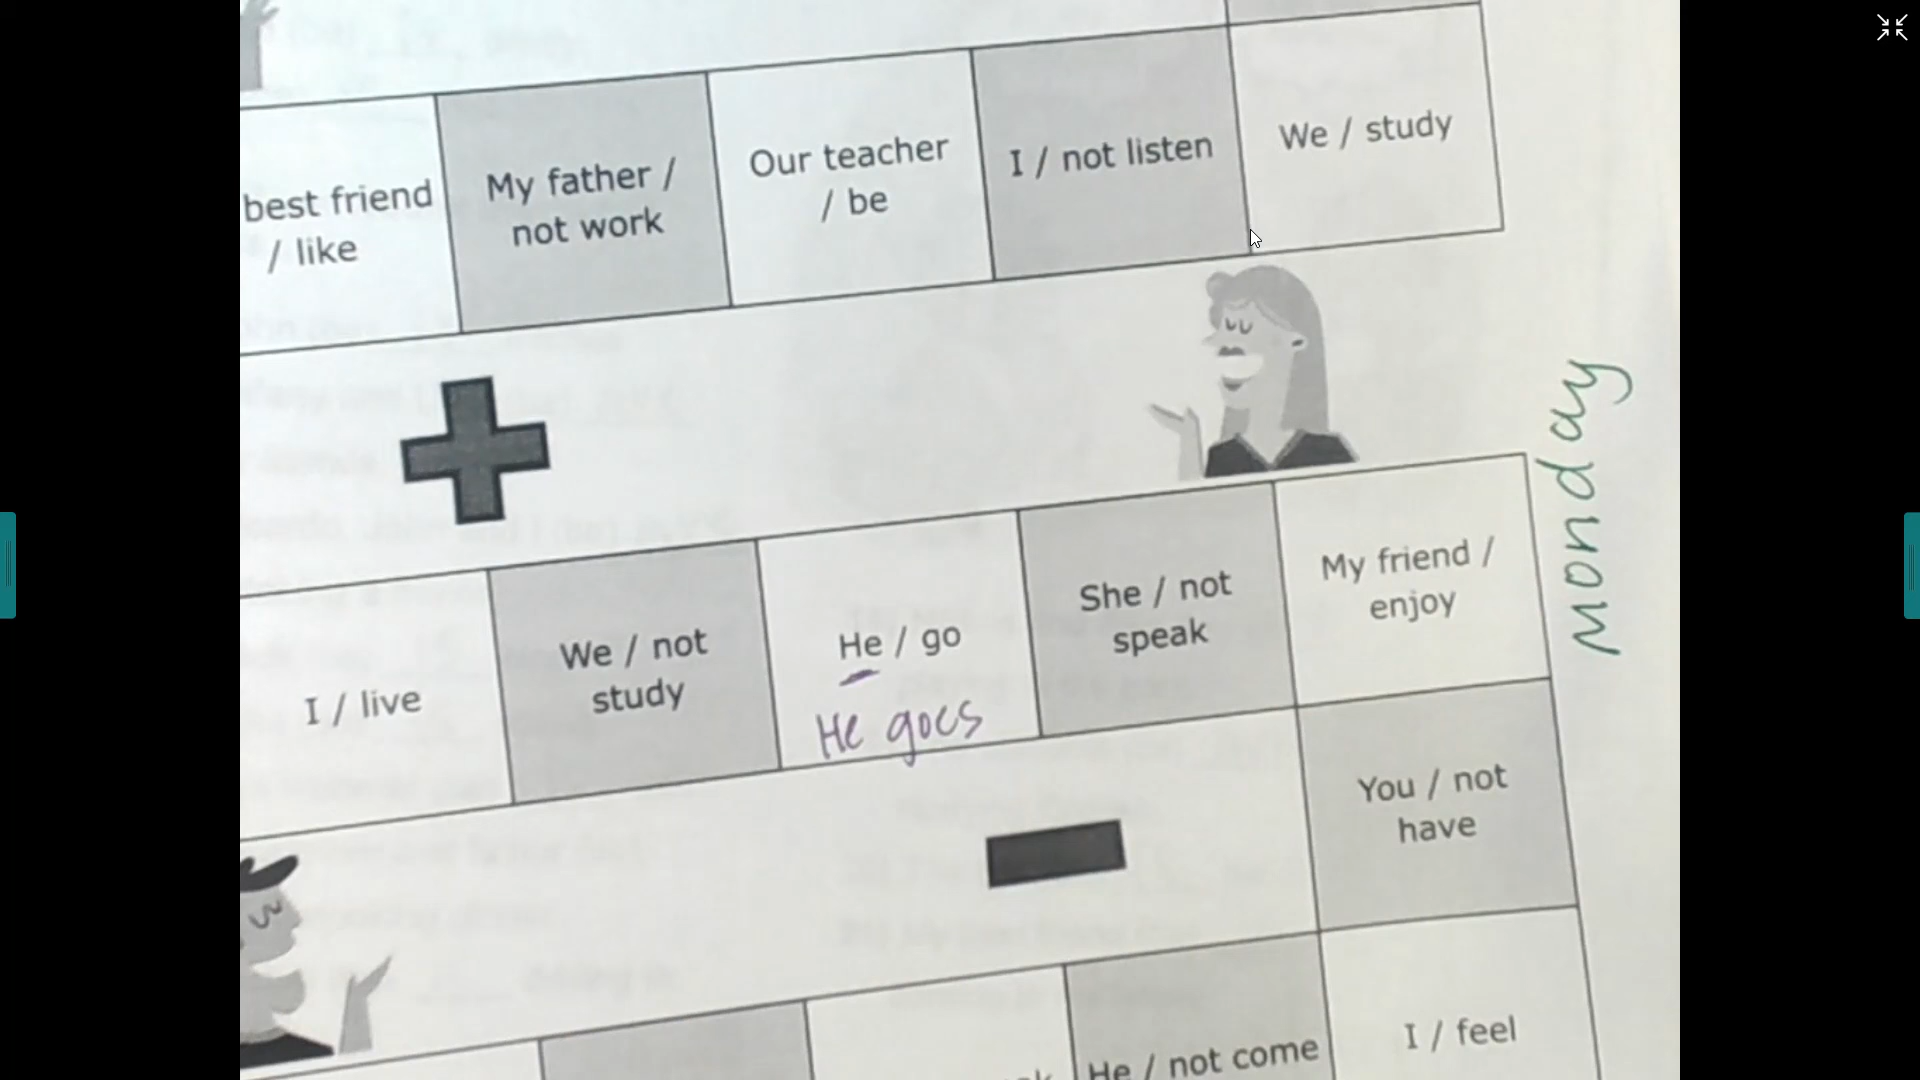 best friend
/ like
My father /
not work
Our teacher
/ be
I / not listen
We / study
I / live
We / not
study
He / go
He goes
She / not
speak
My friend /
enjoy
monday
You / not
have
He / not come
I / feel